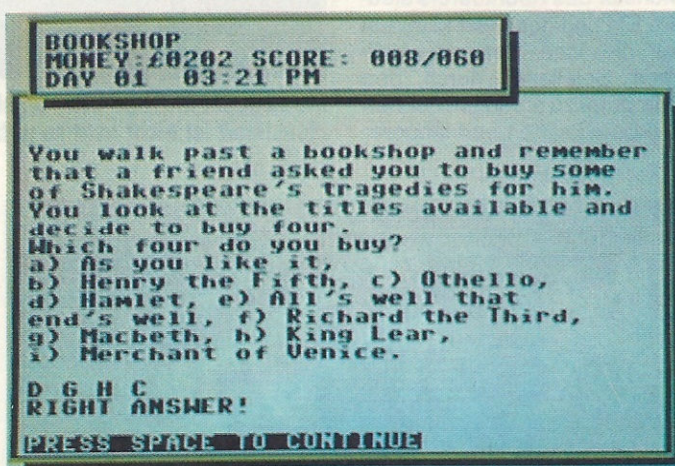 BOOKSHOP
MONEY:£0202 SCORE: 008/060
DAY 01 03:21 PM
You walk past a bookshop and remember
that a friend asked you to buy some
of Shakespeare's tragedies for him.
You look at the titles available and
decide to buy four.
Which four do you buy?
a) As you like it,
b) Henry the Fifth, c) Othello,
d) Hamlet, e) All's well that
end's well, f) Richard the Third,
g) Macbeth, h) King Lear,
i) Merchant of Venice.
D G H C
RIGHT ANSWER!
PRESS SPACE TO CONTINUE